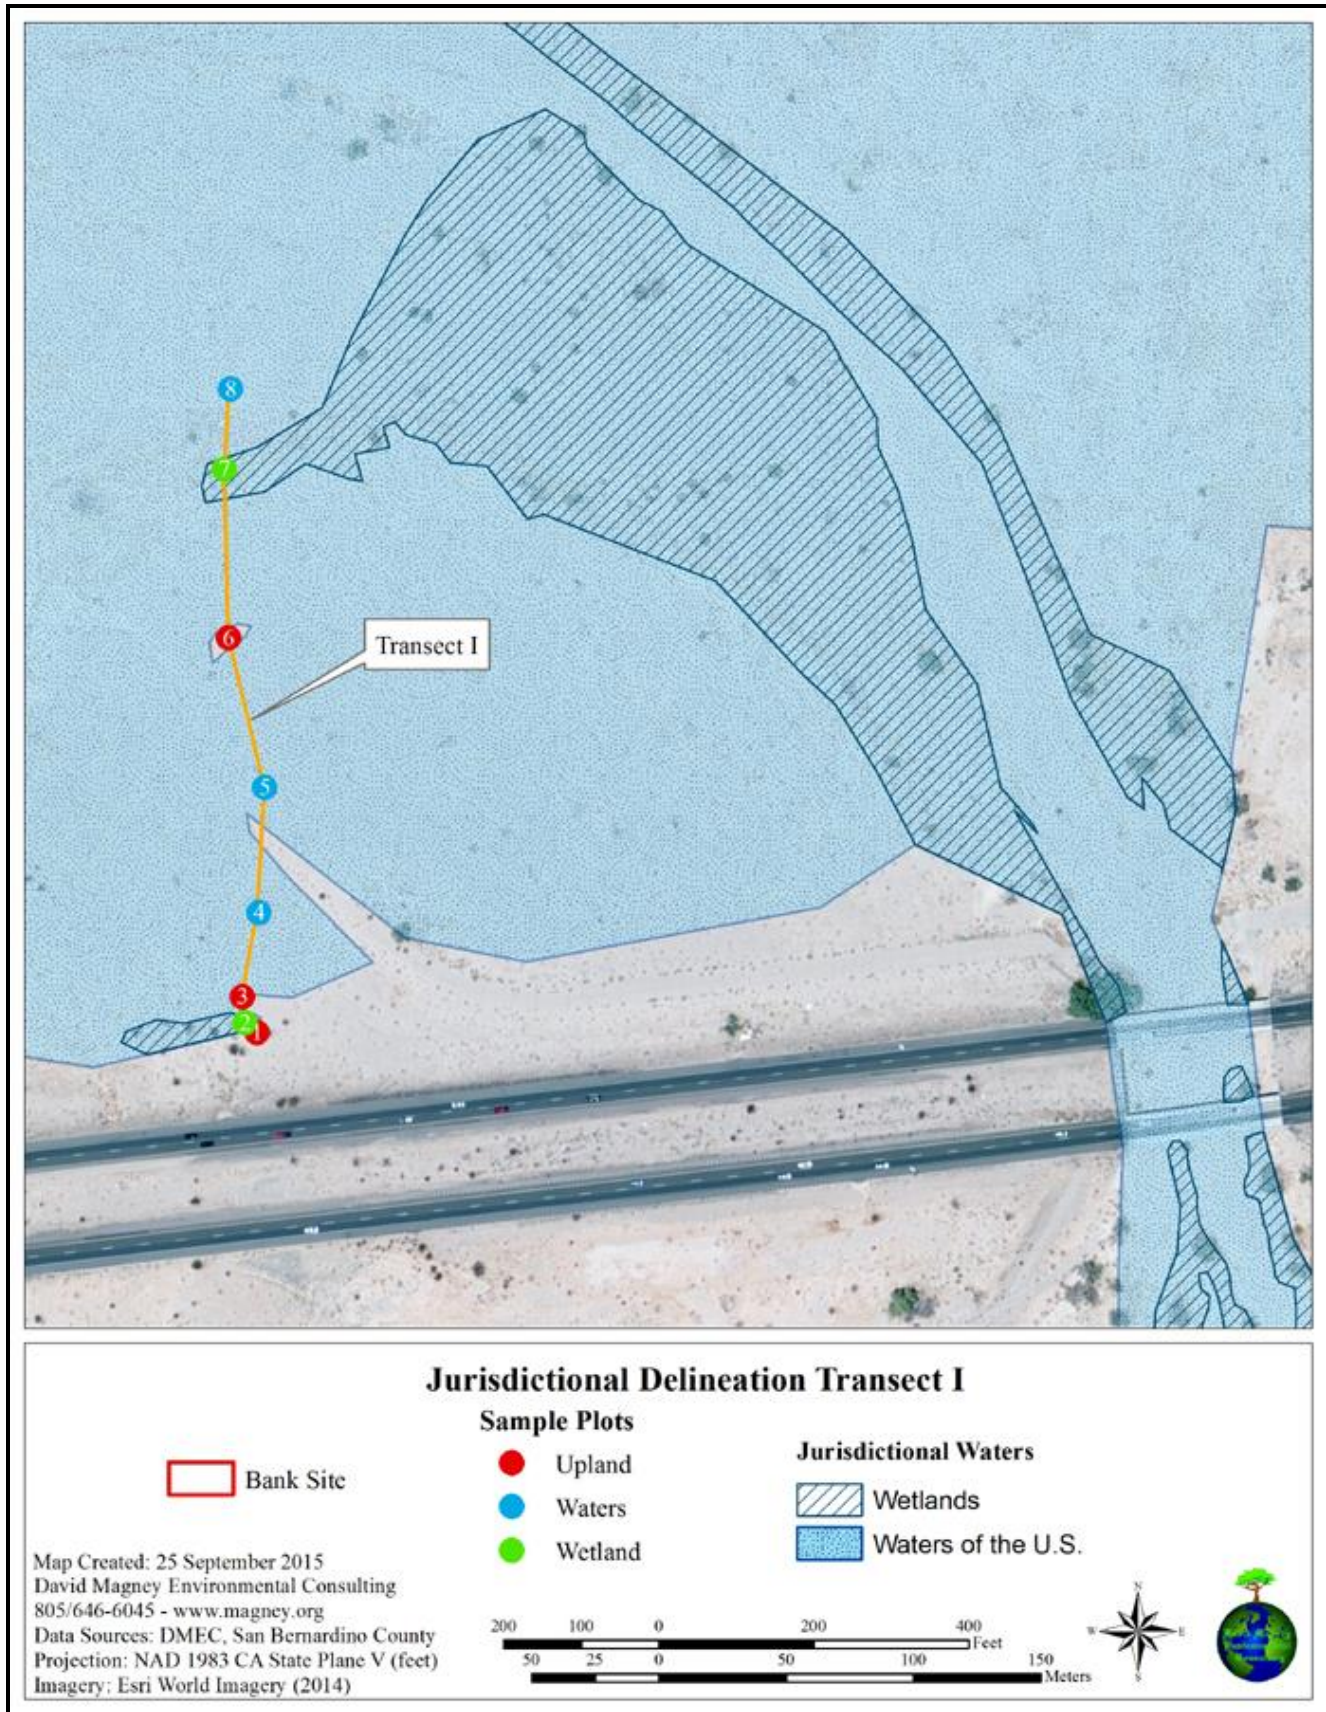 8
7
6
Transect I
5
4
3
2
1
Jurisdictional Delineation Transect I
Sample Plots
Upland
Waters
Wetland
Bank Site
Jurisdictional Waters
Wetlands
Waters of the U.S.
Map Created: 25 September 2015
David Magney Environmental Consulting
805/646-6045 - www.magney.org
Data Sources: DMEC, San Bernardino County
Projection: NAD 1983 CA State Plane V (feet)
Imagery: Esri World Imagery (2014)
200 100 0 200 400
Feet
50 25 0 50 100 150
Meters
N
W E
S